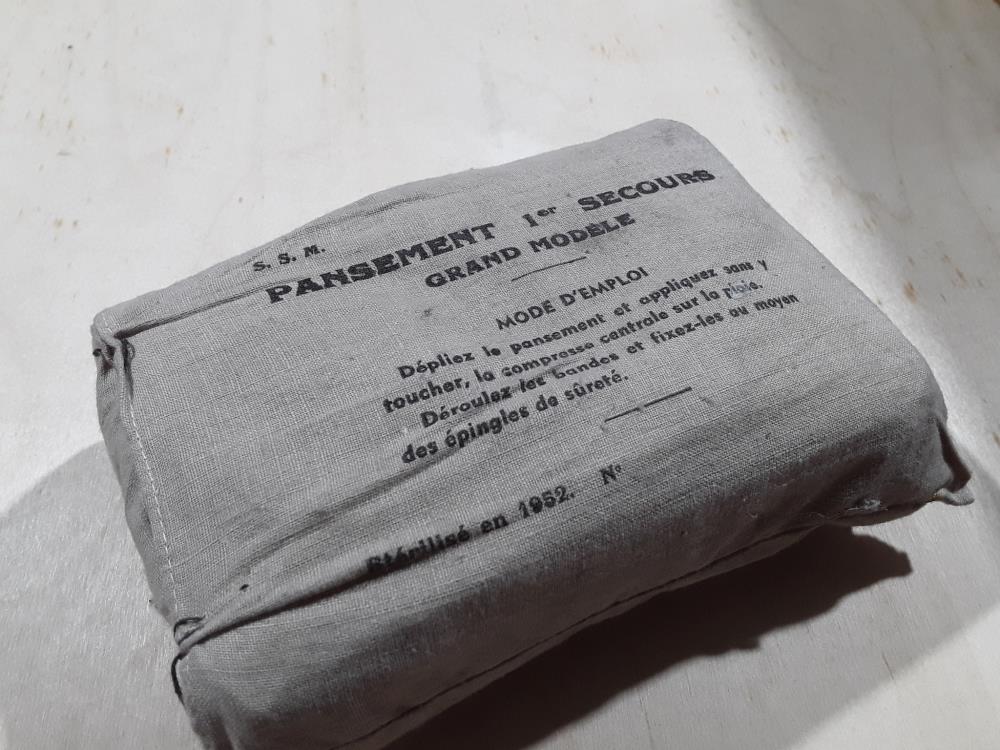 S. S. M.
PANSEMENT 1er SECOURS
GRAND MODÈLE
MODE D'EMPLOI
Dépliez le pansement et appliquez sans y
toucher, la compresse centrale sur la plaie.
Déroulez les bandes et fixez-les au moyen
des épingles de sûreté.
Stérilisé en 1952. N°